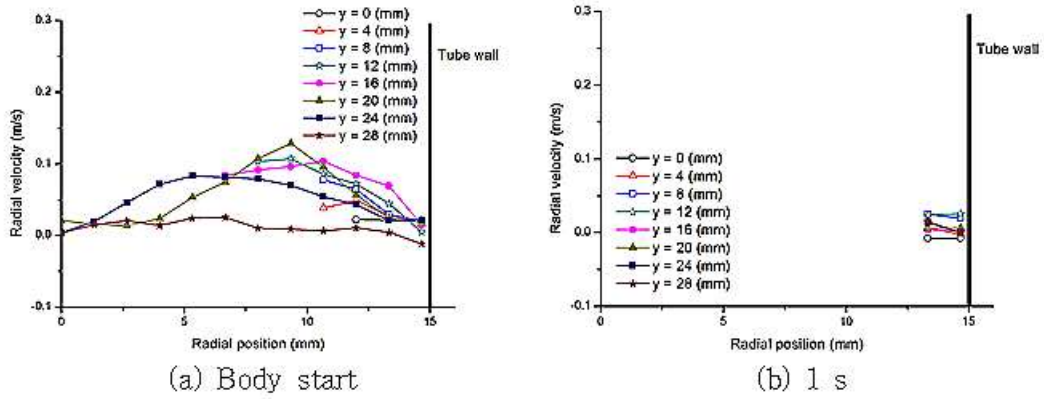 0.3
0.2
0.1
0.0
-0.1
Radial velocity (m/s)
y = 0 (mm)
y = 4 (mm)
y = 8 (mm)
y = 12 (mm)
y = 16 (mm)
y = 20 (mm)
y = 24 (mm)
y = 28 (mm)
Tube wall
0 5 10 15
Radial position (mm)
(a) Body start
0.3
0.2
0.1
0.0
-0.1
Radial velocity (m/s)
y = 0 (mm)
y = 4 (mm)
y = 8 (mm)
y = 12 (mm)
y = 16 (mm)
y = 20 (mm)
y = 24 (mm)
y = 28 (mm)
Tube wall
0 5 10 15
Radial position (mm)
(b) 1 s